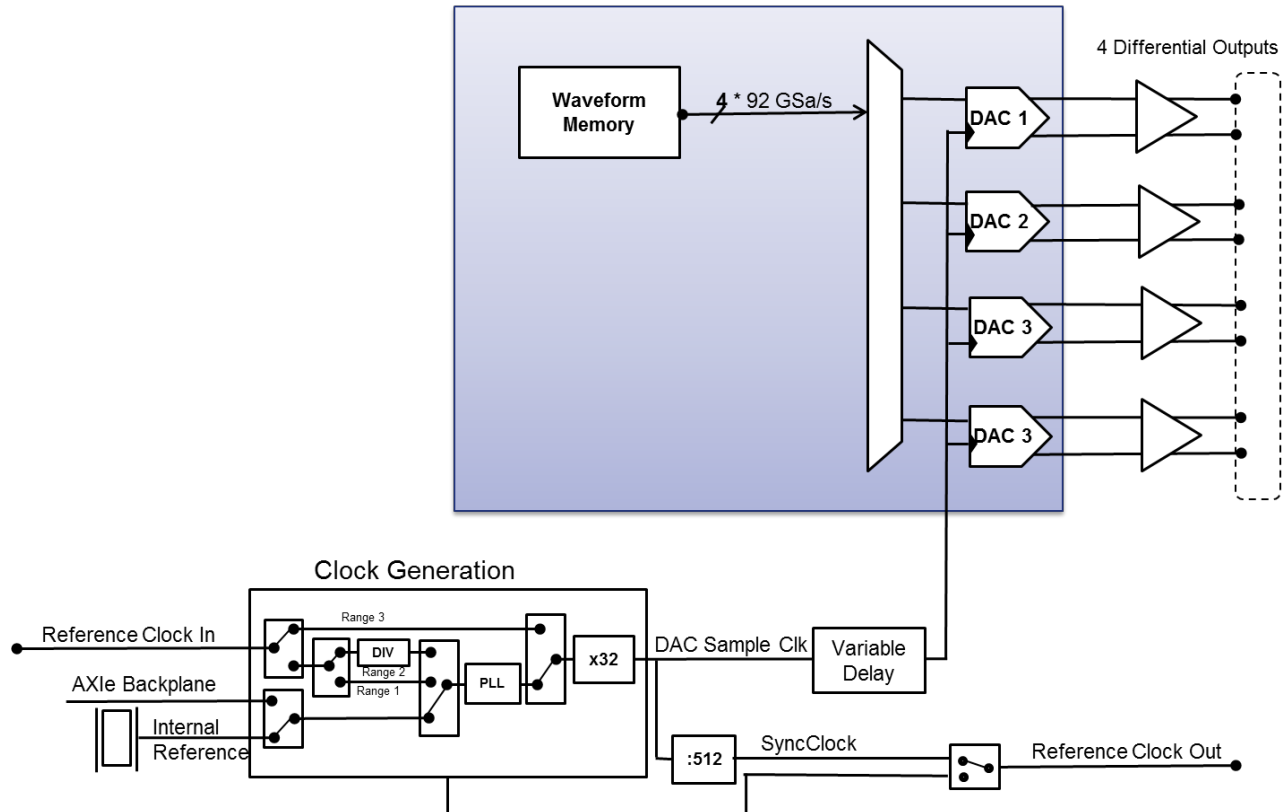 4 Differential Outputs
Waveform
Memory
4 * 92 GSa/s
DAC 1
DAC 2
DAC 3
DAC 3
Clock Generation
Reference Clock In
Range 3
DIV
Range 2
Range 1
PLL
x32
DAC Sample Clk
Variable
Delay
AXIe Backplane
Internal
Reference
:512
SyncClock
Reference Clock Out